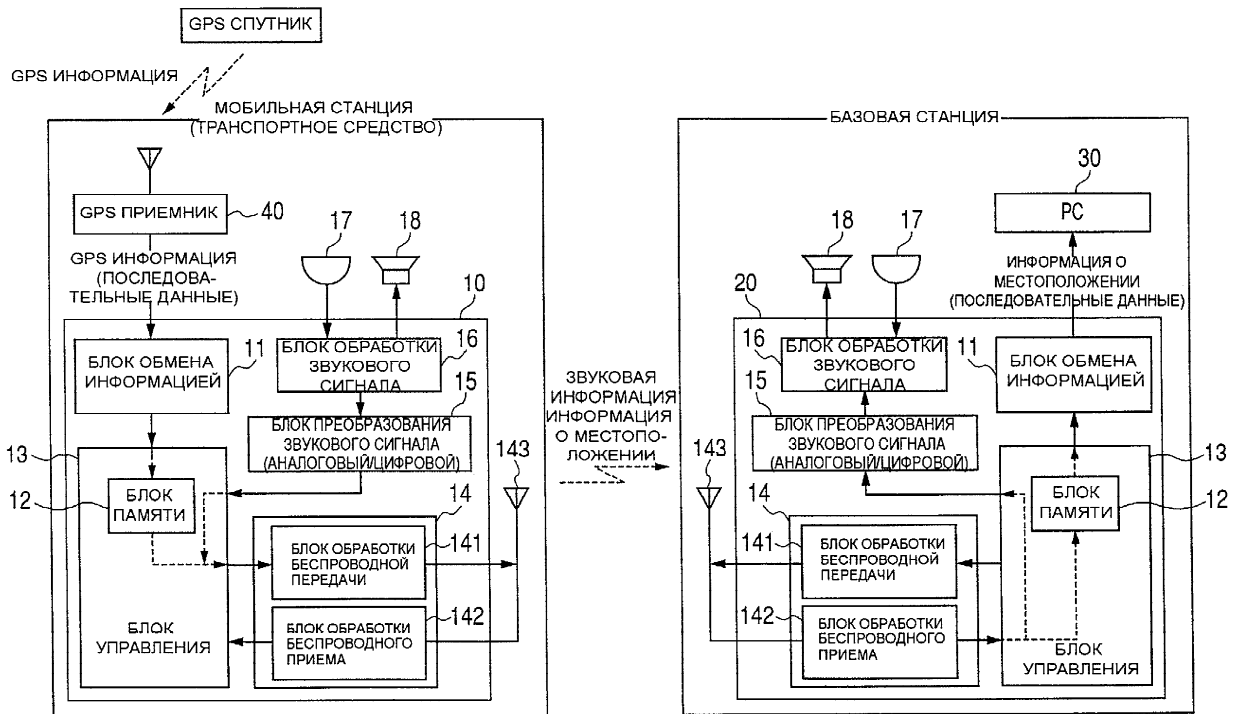 GPS СПУТНИК
GPS ИНФОРМАЦИЯ
МОБИЛЬНАЯ СТАНЦИЯ
(ТРАНСПОРТНОЕ СРЕДСТВО)
GPS ПРИЕМНИК
40
17
18
GPS ИНФОРМАЦИЯ
(ПОСЛЕДОВА-
ТЕЛЬНЫЕ ДАННЫЕ)
10
БЛОК ОБМЕНА
ИНФОРМАЦИЕЙ
11
БЛОК ОБРАБОТКИ
ЗВУКОВОГО
СИГНАЛА
16
15
БЛОК ПРЕОБРАЗОВАНИЯ
ЗВУКОВОГО СИГНАЛА
(АНАЛОГОВЫЙ/ЦИФРОВОЙ)
13
12
БЛОК
ПАМЯТИ
143
14
БЛОК ОБРАБОТКИ
БЕСПРОВОДНОЙ
ПЕРЕДАЧИ
141
БЛОК ОБРАБОТКИ
БЕСПРОВОДНОГО
ПРИЕМА
142
БЛОК
УПРАВЛЕНИЯ
ЗВУКОВАЯ
ИНФОРМАЦИЯ
ИНФОРМАЦИЯ
О МЕСТОПО-
ЛОЖЕНИИ
БАЗОВАЯ СТАНЦИЯ
30
PC
18
17
ИНФОРМАЦИЯ О
МЕСТОПОЛОЖЕНИИ
(ПОСЛЕДОВАТЕЛЬНЫЕ ДАННЫЕ)
20
16
БЛОК ОБРАБОТКИ
ЗВУКОВОГО
СИГНАЛА
11
БЛОК ОБМЕНА
ИНФОРМАЦИЕЙ
15
БЛОК ПРЕОБРАЗОВАНИЯ
ЗВУКОВОГО СИГНАЛА
(АНАЛОГОВЫЙ/ЦИФРОВОЙ)
13
143
БЛОК
ПАМЯТИ
12
14
141
БЛОК ОБРАБОТКИ
БЕСПРОВОДНОЙ
ПЕРЕДАЧИ
142
БЛОК ОБРАБОТКИ
БЕСПРОВОДНОГО
ПРИЕМА
БЛОК
УПРАВЛЕНИЯ